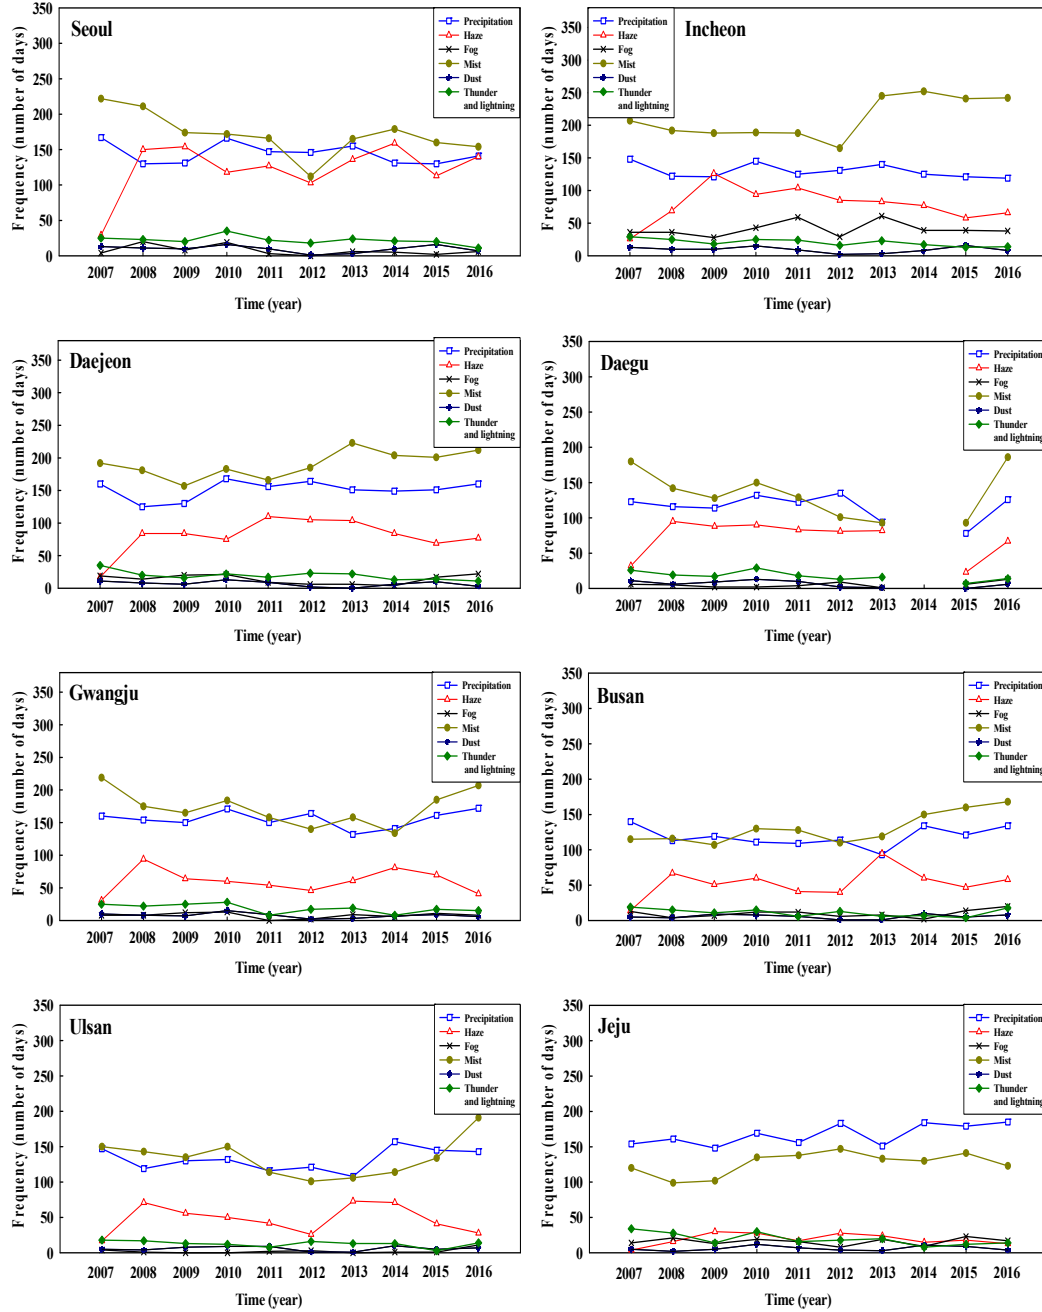 Seoul
Frequency (number of days)
350
300
250
200
150
100
50
0
Precipitation
Haze
Fog
Mist
Dust
Thunder
and lightning
2007 2008 2009 2010 2011 2012 2013 2014 2015 2016
Time (year)
Incheon
Frequency (number of days)
350
300
250
200
150
100
50
0
Precipitation
Haze
Fog
Mist
Dust
Thunder
and lightning
2007 2008 2009 2010 2011 2012 2013 2014 2015 2016
Time (year)
Daejeon
Frequency (number of days)
350
300
250
200
150
100
50
0
Precipitation
Haze
Fog
Mist
Dust
Thunder
and lightning
2007 2008 2009 2010 2011 2012 2013 2014 2015 2016
Time (year)
Daegu
Frequency (number of days)
350
300
250
200
150
100
50
0
Precipitation
Haze
Fog
Mist
Dust
Thunder
and lightning
2007 2008 2009 2010 2011 2012 2013 2014 2015 2016
Time (year)
Gwangju
Frequency (number of days)
350
300
250
200
150
100
50
0
Precipitation
Haze
Fog
Mist
Dust
Thunder
and lightning
2007 2008 2009 2010 2011 2012 2013 2014 2015 2016
Time (year)
Busan
Frequency (number of days)
350
300
250
200
150
100
50
0
Precipitation
Haze
Fog
Mist
Dust
Thunder
and lightning
2007 2008 2009 2010 2011 2012 2013 2014 2015 2016
Time (year)
Ulsan
Frequency (number of days)
350
300
250
200
150
100
50
0
Precipitation
Haze
Fog
Mist
Dust
Thunder
and lightning
2007 2008 2009 2010 2011 2012 2013 2014 2015 2016
Time (year)
Jeju
Frequency (number of days)
350
300
250
200
150
100
50
0
Precipitation
Haze
Fog
Mist
Dust
Thunder
and lightning
2007 2008 2009 2010 2011 2012 2013 2014 2015 2016
Time (year)